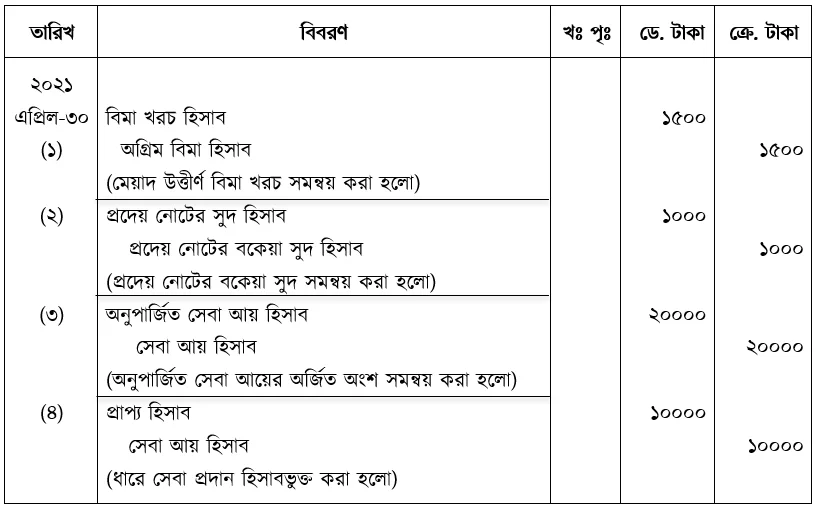 তারিখ বিবরণ খঃ পৃঃ ডে. টাকা ক্রে. টাকা
২০২১
এপ্রিল-৩০ বিমা খরচ হিসাব ১৫০০
(১) অগ্রিম বিমা হিসাব ১৫০০
(মেয়াদ উত্তীর্ণ বিমা খরচ সমন্বয় করা হলো)
(২) প্রদেয় নোটের সুদ হিসাব ১০০০
প্রদেয় নোটের বকেয়া সুদ হিসাব ১০০০
(প্রদেয় নোটের বকেয়া সুদ সমন্বয় করা হলো)
(৩) অনুপার্জিত সেবা আয় হিসাব ২০০০০
সেবা আয় হিসাব ২০০০০
(অনুপার্জিত সেবা আয়ের অর্জিত অংশ সমন্বয় করা হলো)
(৪) প্রাপ্য হিসাব ১০০০০
সেবা আয় হিসাব ১০০০০
(ধারে সেবা প্রদান হিসাবভুক্ত করা হলো)